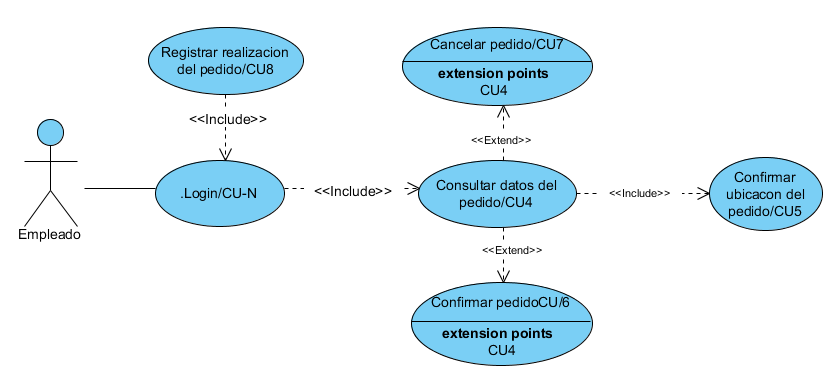 Registrar realizacion
del pedido/CU8
<<Include>>
Cancelar pedido/CU7
extension points
CU4
<<Extend>>
Empleado
.Login/CU-N
<<Include>>
Consultar datos del
pedido/CU4
<<Include>>
Confirmar
ubicacon del
pedido/CU5
<<Extend>>
Confirmar pedidoCU/6
extension points
CU4